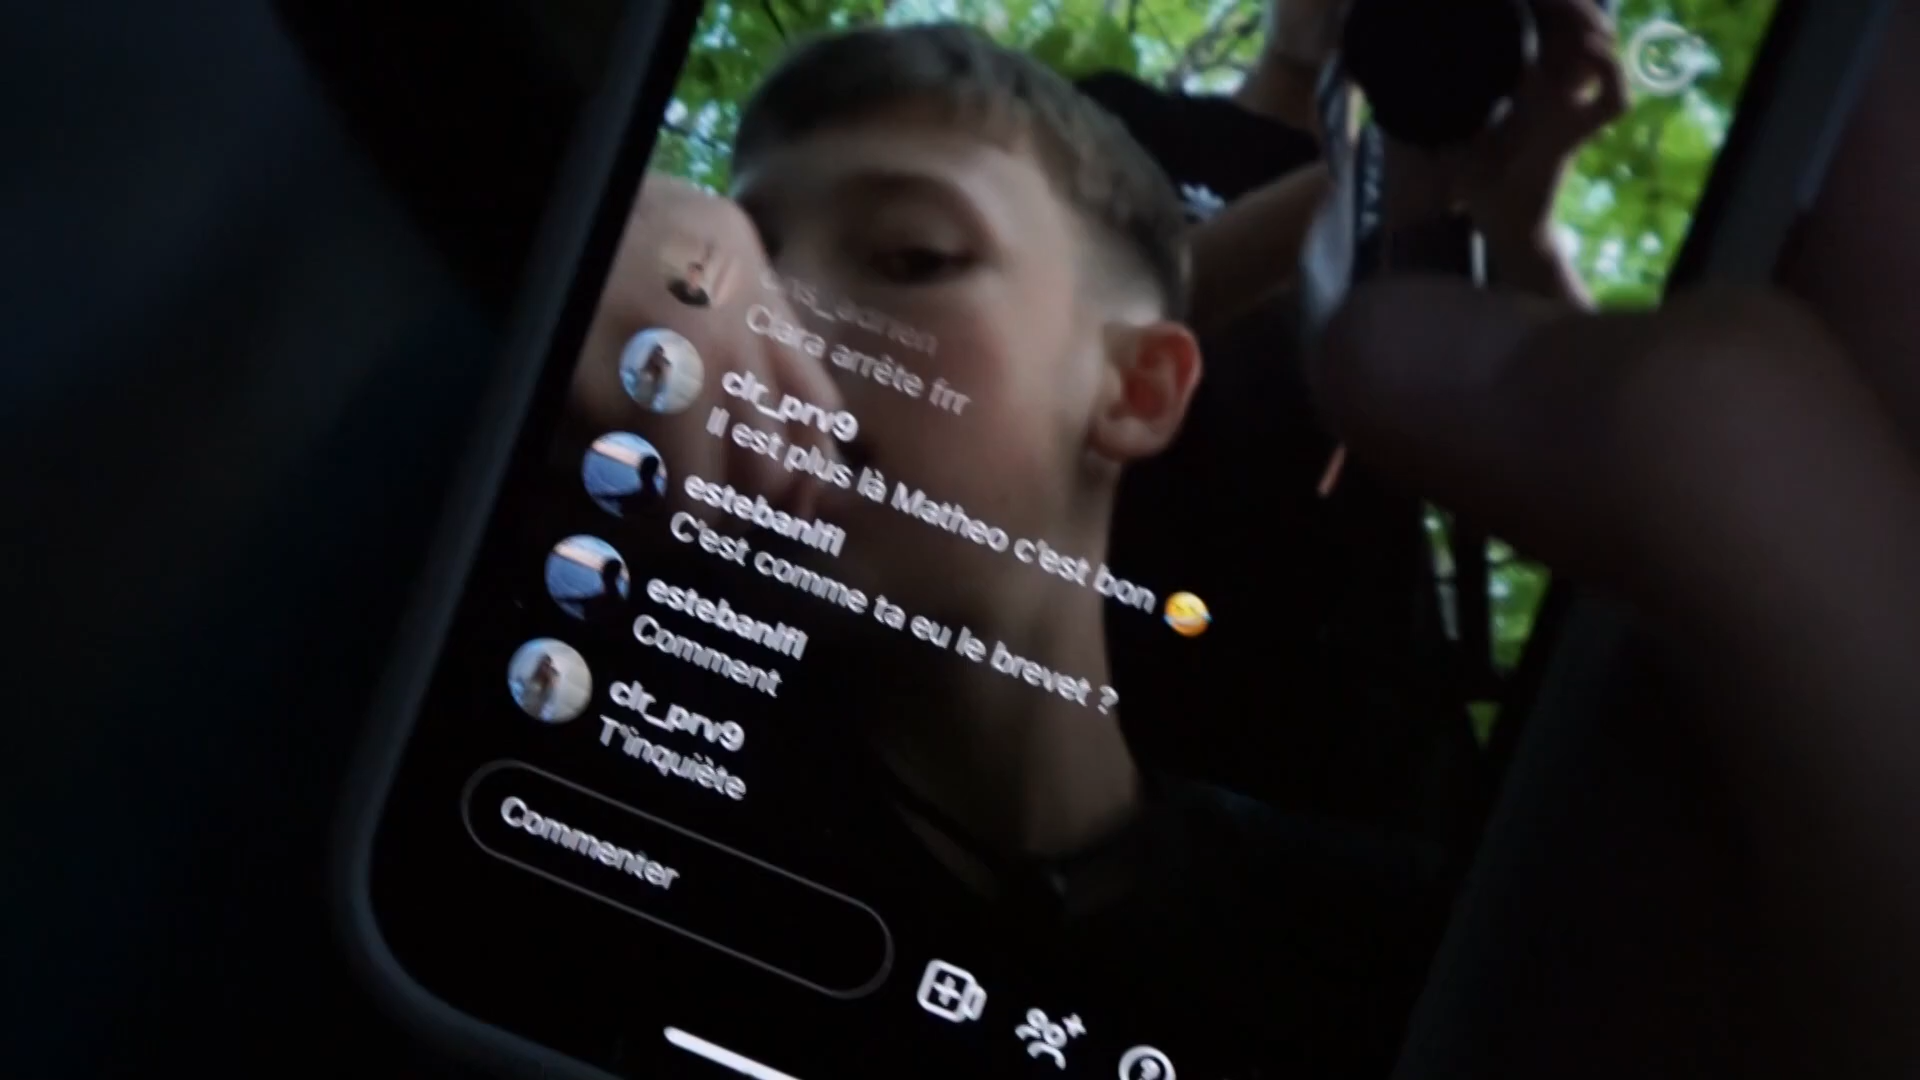 Clara arrête frr
clr_prv9
Il est plus là Matheo c'est bon 😂
estebanlfl
C'est comme ta eu le brevet ?
estebanlfl
Comment
clr_prv9
T'inquiète
Commenter